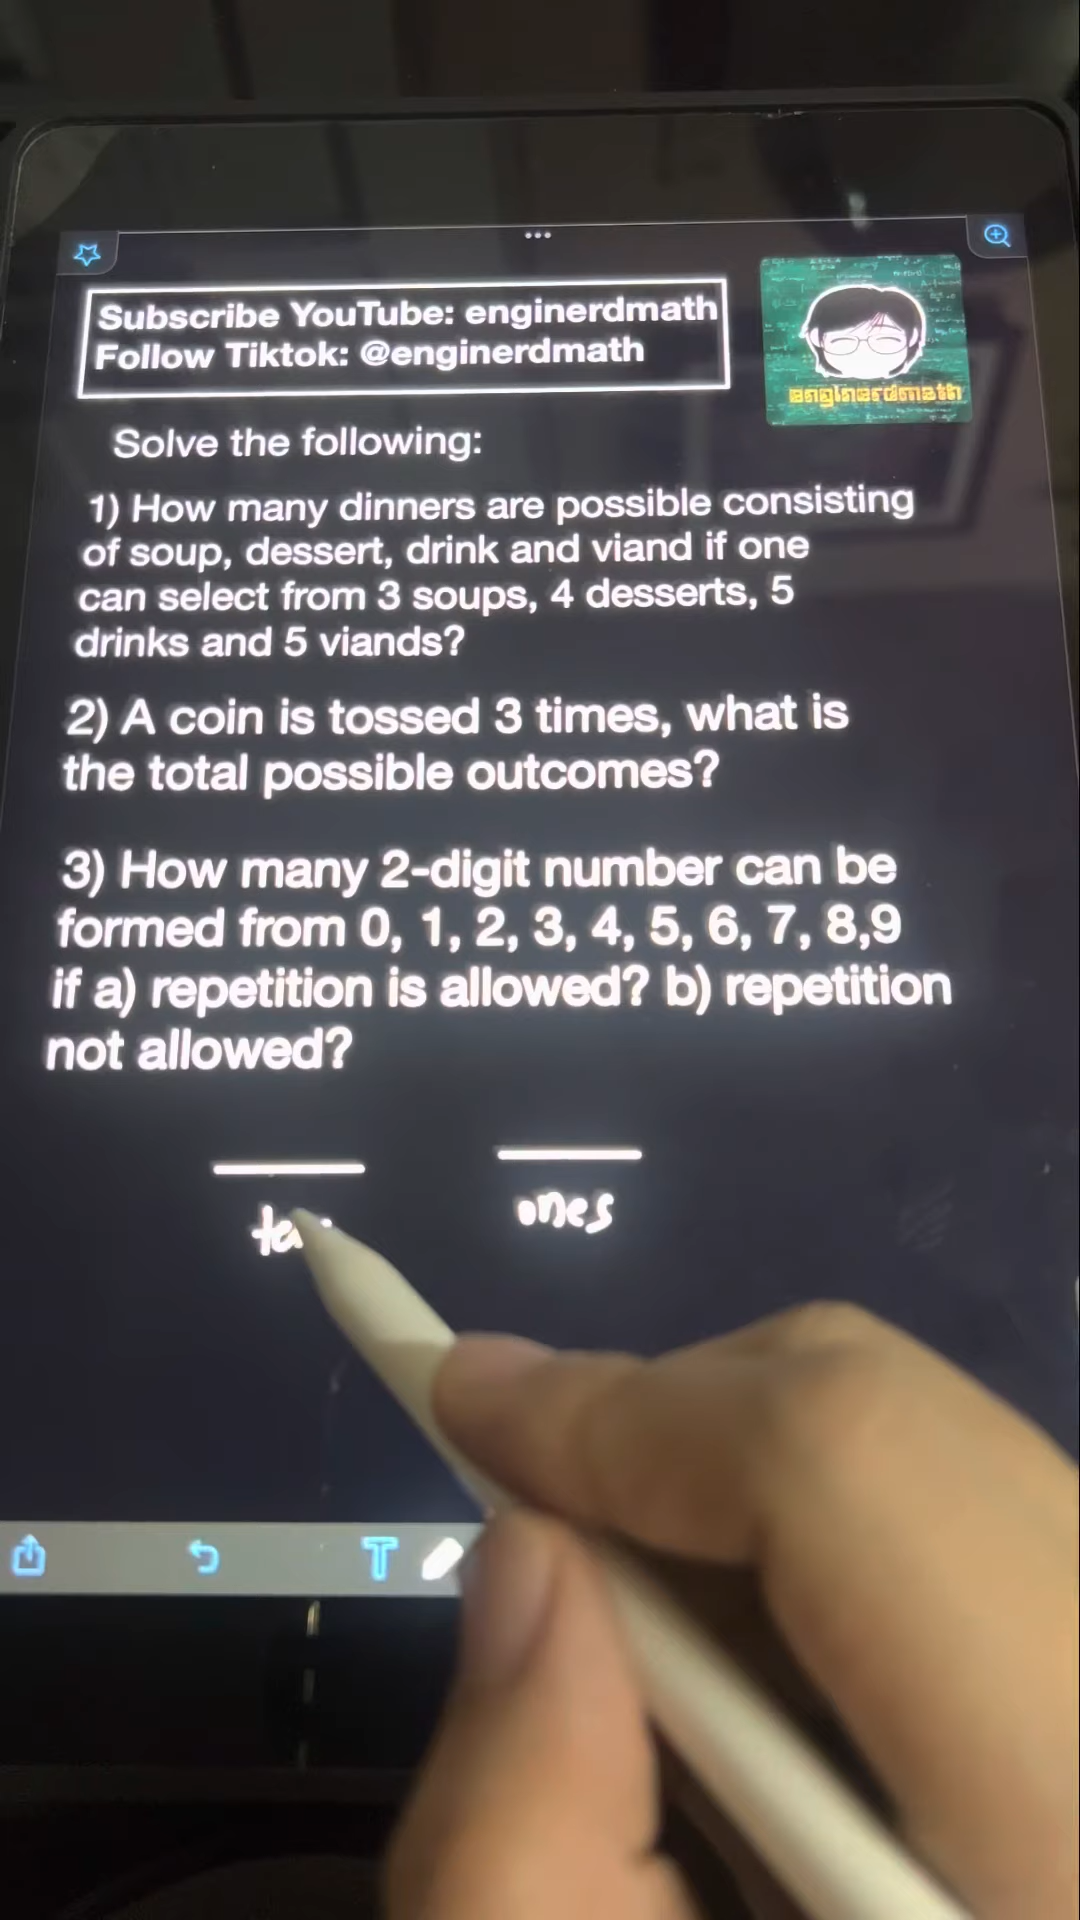 Subscribe YouTube: enginerdmath
Follow Tiktok: @enginerdmath
enginerdmath
Solve the following:
1) How many dinners are possible consisting
of soup, dessert, drink and viand if one
can select from 3 soups, 4 desserts, 5
drinks and 5 viands?
2) A coin is tossed 3 times, what is
the total possible outcomes?
3) How many 2-digit number can be
formed from 0, 1, 2, 3, 4, 5, 6, 7, 8,9
if a) repetition is allowed? b) repetition
not allowed?
ones
T